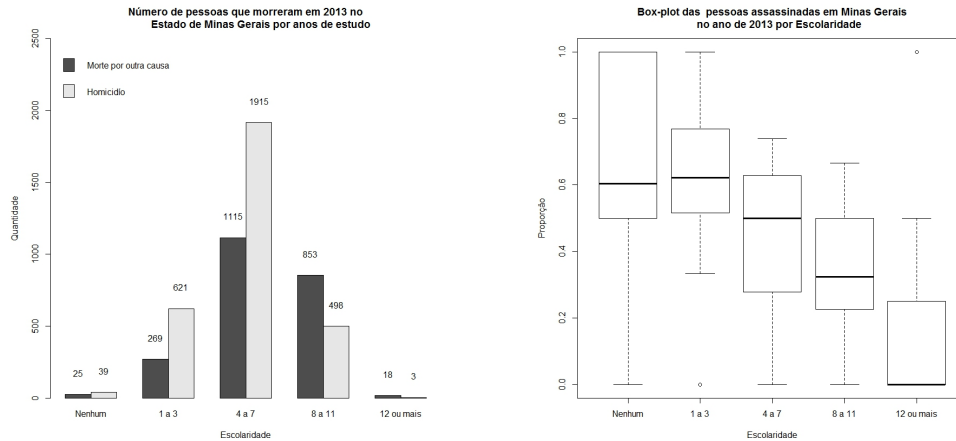 Número de pessoas que morreram em 2013 no
Estado de Minas Gerais por anos de estudo
Quantidade
2500
2000
1500
1000
500
0
Morte por outra causa
Homicidío
25
39
269
621
1115
1915
853
498
18
3
Nenhum
1 a 3
4 a 7
8 a 11
12 ou mais
Escolaridade
Box-plot das pessoas assassinadas em Minas Gerais
no ano de 2013 por Escolaridade
Proporção
1.0
0.8
0.6
0.4
0.2
0.0
Nenhum
1 a 3
4 a 7
8 a 11
12 ou mais
Escolaridade